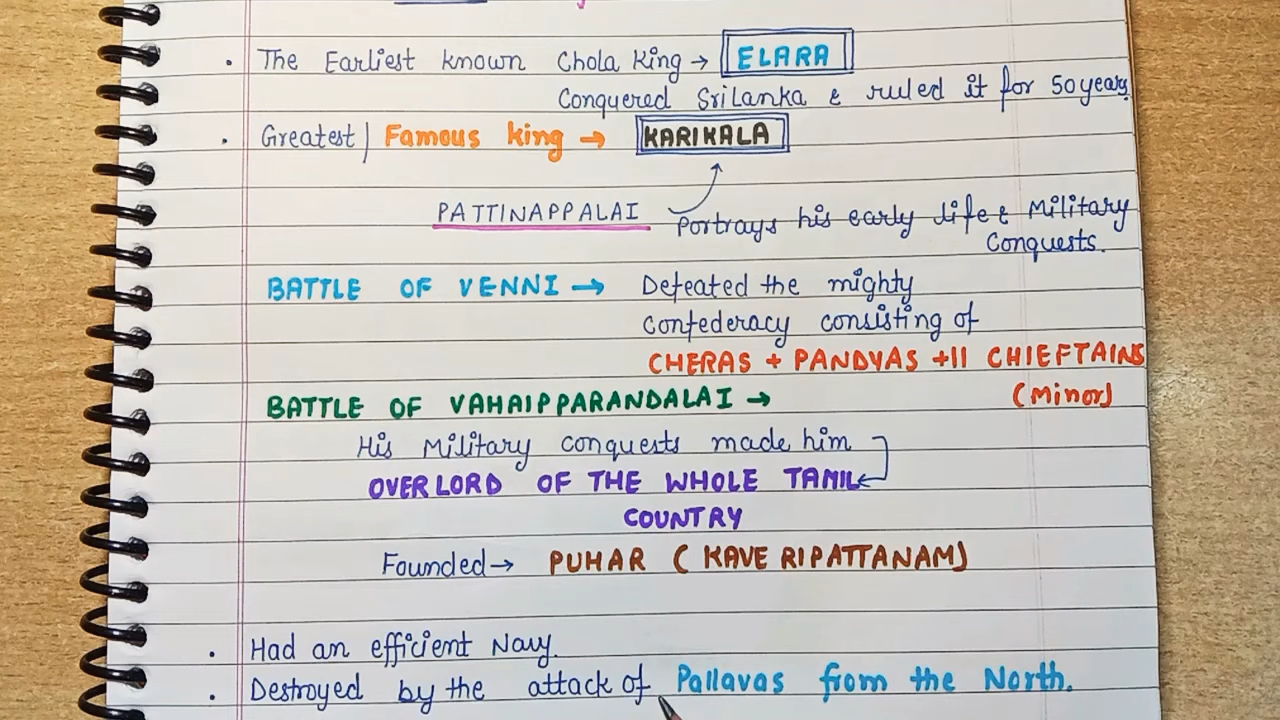 • The Earliest known Chola King → ELARA
Conquered SriLanka & ruled it for 50 years.
• Greatest / Famous king → KARIKALA
PATTINAPPALAI Portrays his early life & Military
Conquests.
BATTLE OF VENNI → Defeated the mighty
Confederacy consisting of
CHERAS + PANDYAS + 11 CHIEFTAINS
(Minor)
BATTLE OF VAHAIPPARANDALAI →
His Military conquests made him
OVERLORD OF THE WHOLE TAMIL
COUNTRY
Founded → PUHAR (KAVERIPATTANAM)
• Had an efficient Navy.
• Destroyed by the attack of Pallavas from the North.